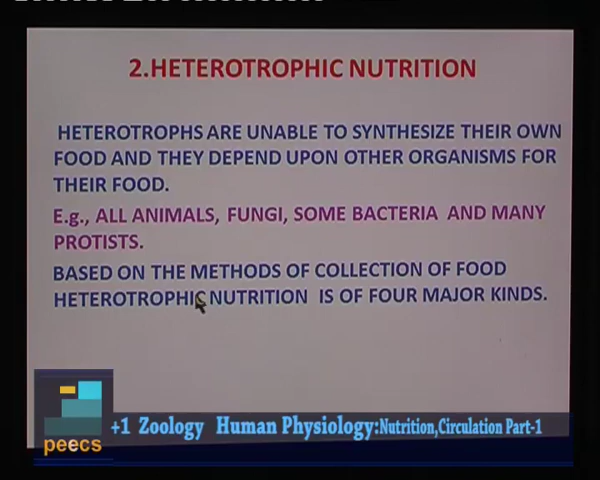 2.HETEROTROPHIC NUTRITION
HETEROTROPHS ARE UNABLE TO SYNTHESIZE THEIR OWN
FOOD AND THEY DEPEND UPON OTHER ORGANISMS FOR
THEIR FOOD.
E.g., ALL ANIMALS, FUNGI, SOME BACTERIA AND MANY
PROTISTS.
BASED ON THE METHODS OF COLLECTION OF FOOD
HETEROTROPHIC NUTRITION IS OF FOUR MAJOR KINDS.
peecs
+1 Zoology Human Physiology:Nutrition,Circulation Part-1